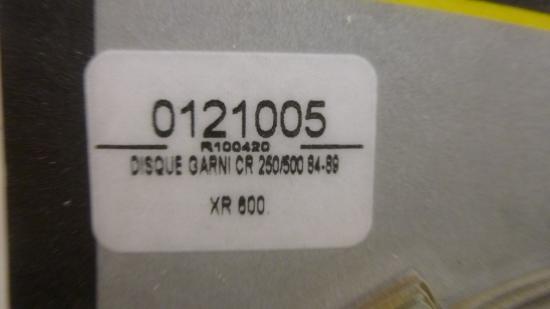 0121005
R100420
DISQUE GARNI CR 250/500 84-89
XR 600